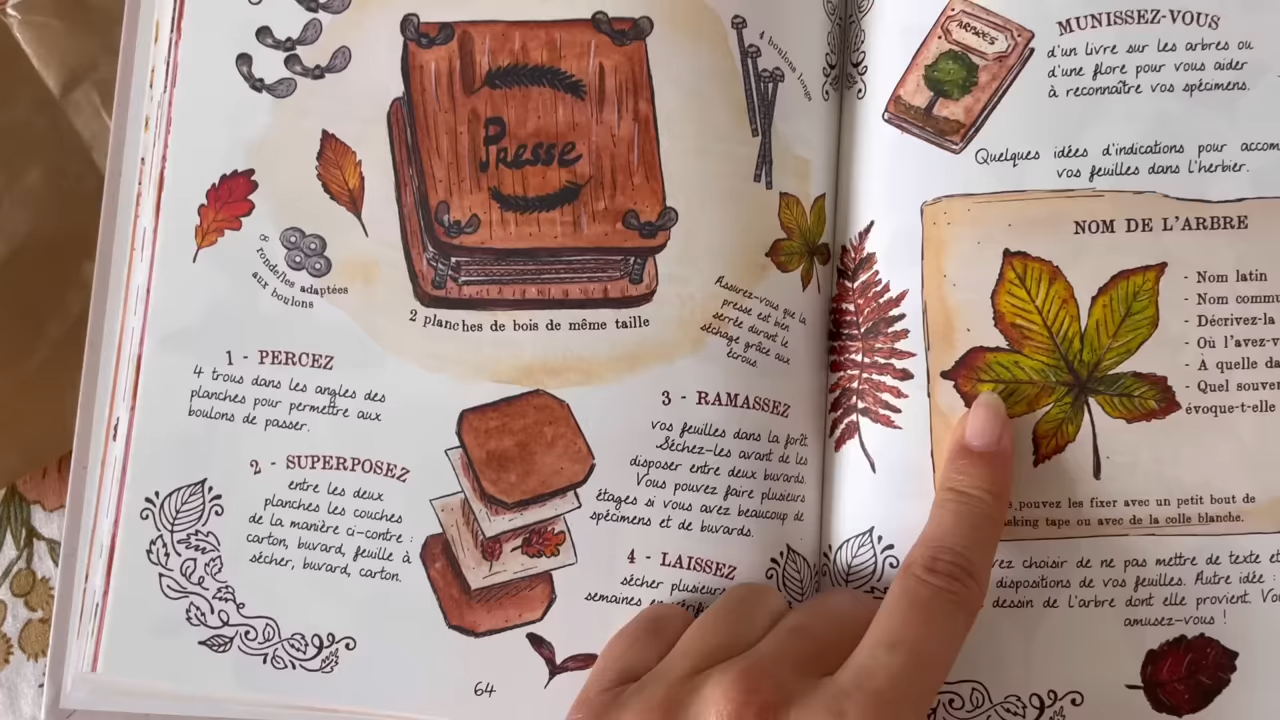 Presse
4 boulons longs
8
rondelles adaptées
aux boulons
2 planches de bois de même taille
Assurez-vous que la
presse est bien
serrée durant le
séchage grâce aux
écrous.
1 - PERCEZ
4 trous dans les angles des
planches pour permettre aux
boulons de passer.
2 - SUPERPOSEZ
entre les deux
planches les couches
de la manière ci-contre :
carton, buvard, feuille à
sécher, buvard, carton.
3 - RAMASSEZ
vos feuilles dans la forêt.
Séchez-les avant de les
disposer entre deux buvards.
Vous pouvez faire plusieurs
étages si vous avez beaucoup de
spécimens et de buvards.
4 - LAISSEZ
sécher plusieurs
semaines en
64
ARBRES
MUNISSEZ-VOUS
d'un livre sur les arbres ou
d'une flore pour vous aider
à reconnaître vos spécimens.
Quelques idées d'indications pour accom
vos feuilles dans l'herbier.
NOM DE L'ARBRE
- Nom latin
- Nom commu
- Décrivez-la
- Où l'avez-v
- À quelle da
- Quel souven
évoque-t-elle
pouvez les fixer avec un petit bout de
asking tape ou avec de la colle blanche.
ez choisir de ne pas mettre de texte et
dispositions de vos feuilles. Autre idée :
dessin de l'arbre dont elle provient. Vo
amusez-vous !